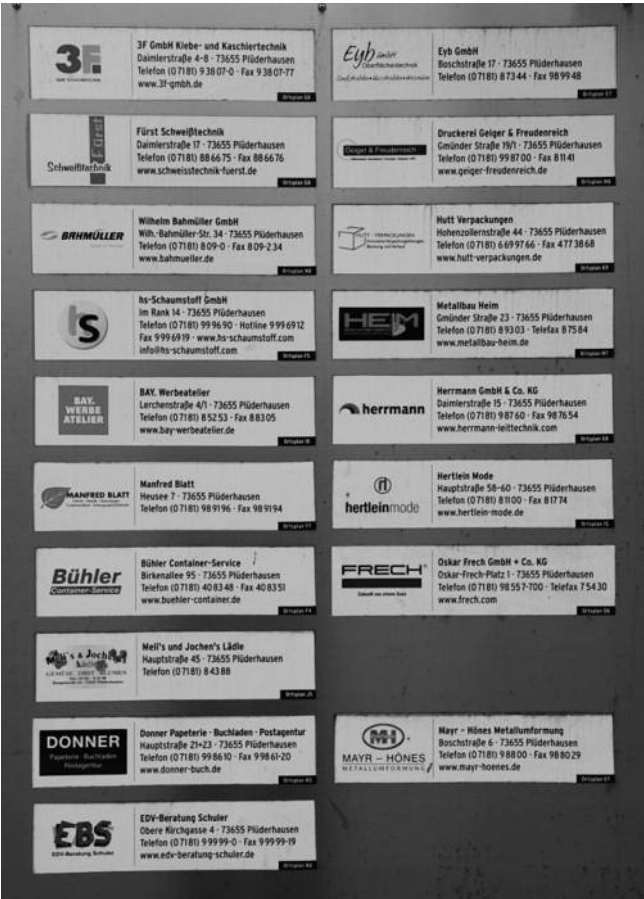 3F.
3F GmbH Klebe- und Kaschiertechnik
Daimlerstraße 4-8 · 73655 Plüderhausen
Telefon (07181) 93807-0 · Fax 93807-77
www.3f-gmbh.de
Fürst
Schweißtechnik
Fürst Schweißtechnik
Daimlerstraße 17 · 73655 Plüderhausen
Telefon (07181) 886675 · Fax 88676
www.schweisstechnik-fuerst.de
BAHMÜLLER
Wilhelm Bahmüller GmbH
Wilh.-Bahmüller-Str. 34 · 73655 Plüderhausen
Telefon (07181) 809-0 · Fax 809-234
www.bahmueller.de
hs
hs-Schaumstoff GmbH
Im Rank 14 · 73655 Plüderhausen
Telefon (07181) 999690 · Hotline 9996912
Fax 9996919 · www.hs-schaumstoff.com
info@hs-schaumstoff.com
BAY.
WERBE
ATELIER
BAY. Werbeatelier
Lerchenstraße 4/1 · 73655 Plüderhausen
Telefon (07181) 85253 · Fax 88305
www.bay-werbeatelier.de
MANFRED BLATT
Manfred Blatt
Heusee 7 · 73655 Plüderhausen
Telefon (07181) 989196 · Fax 989194
Bühler
Container-Service
Bühler Container-Service
Birkenallee 95 · 73655 Plüderhausen
Telefon (07181) 408348 · Fax 408351
www.buehler-container.de
Meli's und Jochen's Lädle
Hauptstraße 45 · 73655 Plüderhausen
Telefon (07181) 84388
DONNER
Papeterie · Buchladen
Postagentur
Donner Papeterie · Buchladen · Postagentur
Hauptstraße 21+23 · 73655 Plüderhausen
Telefon (07181) 998610 · Fax 99861-20
www.donner-buch.de
EBS
EDV-Beratung Schuler
EDV-Beratung Schuler
Obere Kirchgasse 4 · 73655 Plüderhausen
Telefon (07181) 99999-0 · Fax 99999-19
www.edv-beratung-schuler.de
Eyb GmbH
Oberflächentechnik
Eyb GmbH
Boschstraße 17 · 73655 Plüderhausen
Telefon (07181) 87344 · Fax 989948
Geiger & Freudenreich
Druckerei Geiger & Freudenreich
Gmünder Straße 19/1 · 73655 Plüderhausen
Telefon (07181) 998700 · Fax 81141
www.geiger-freudenreich.de
HUTT - VERPACKUNGEN
Hutt Verpackungen
Hohenzollernstraße 44 · 73655 Plüderhausen
Telefon (07181) 6699766 · Fax 4773868
www.hutt-verpackungen.de
HEIM
Metallbau Heim
Gmünder Straße 23 · 73655 Plüderhausen
Telefon (07181) 89303 · Telefax 87584
www.metallbau-heim.de
herrmann
Herrmann GmbH & Co. KG
Daimlerstraße 15 · 73655 Plüderhausen
Telefon (07181) 98760 · Fax 987654
www.herrmann-leittechnik.com
hertleinmode
Hertlein Mode
Hauptstraße 58-60 · 73655 Plüderhausen
Telefon (07181) 81100 · Fax 81774
www.hertlein-mode.de
FRECH
Zukunft aus einem Guss
Oskar Frech GmbH + Co. KG
Oskar-Frech-Platz 1 · 73655 Plüderhausen
Telefon (07181) 98557-700 · Telefax 75430
www.frech.com
MH
MAYR – HÖNES
METALLUMFORMUNG
Mayr – Hönes Metallumformung
Boschstraße 6 · 73655 Plüderhausen
Telefon (07181) 98800 · Fax 988029
www.mayr-hoenes.de